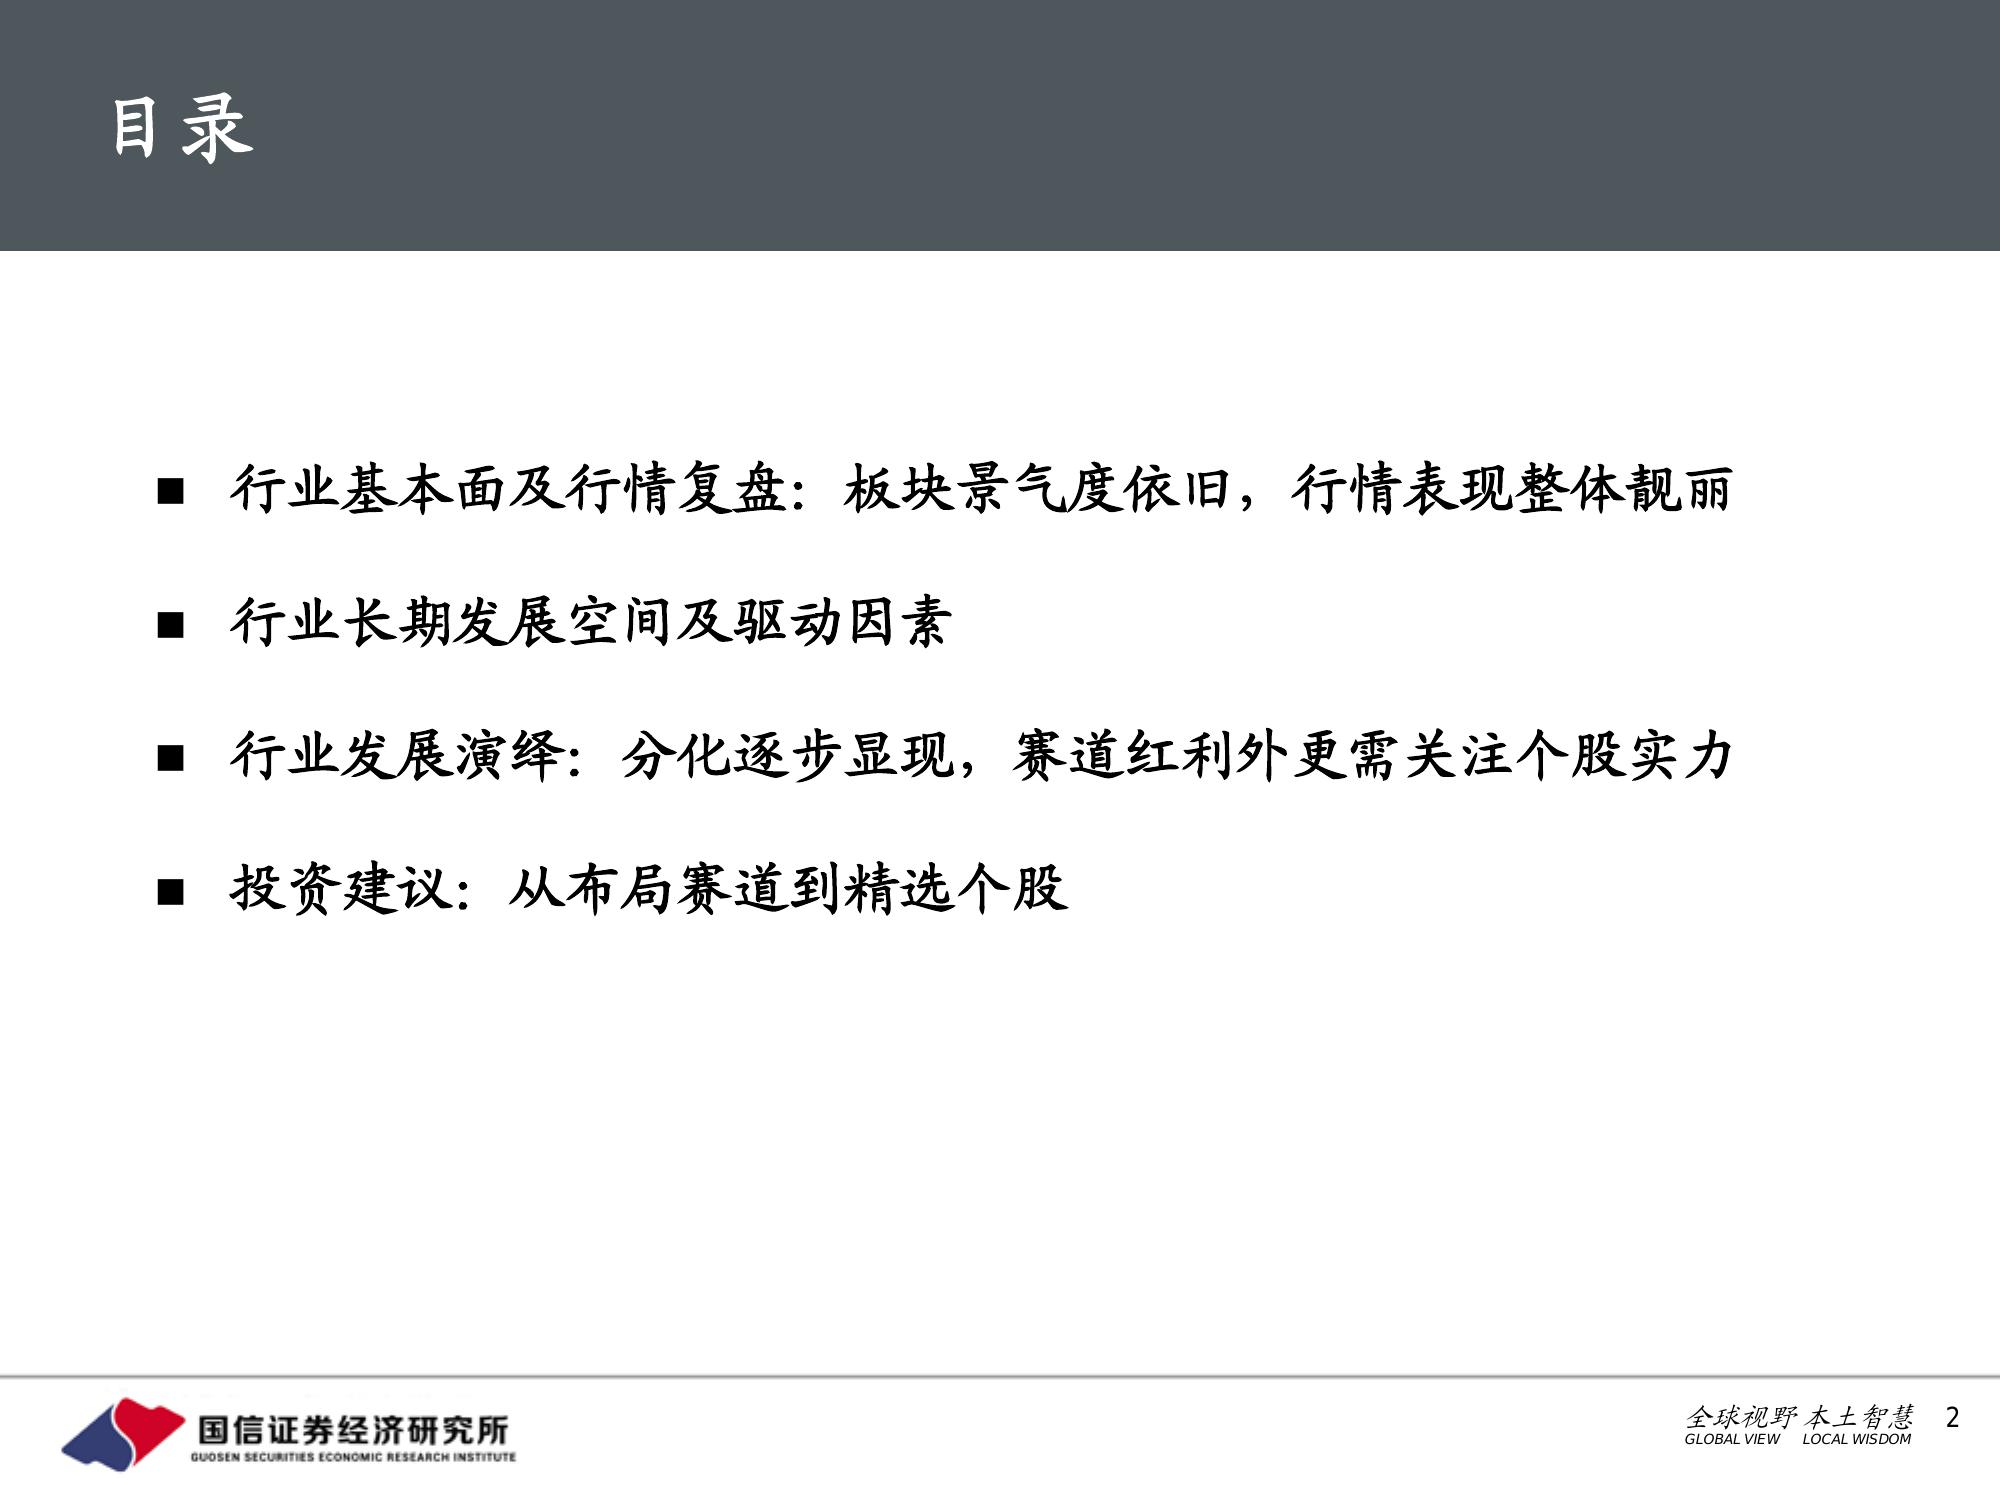 目录
■ 行业基本面及行情复盘：板块景气度依旧，行情表现整体靓丽
■ 行业长期发展空间及驱动因素
■ 行业发展演绎：分化逐步显现，赛道红利外更需关注个股实力
■ 投资建议：从布局赛道到精选个股
国信证券经济研究所
GUOSEN SECURITIES ECONOMIC RESEARCH INSTITUTE
全球视野 本土智慧
GLOBAL VIEW LOCAL WISDOM
2